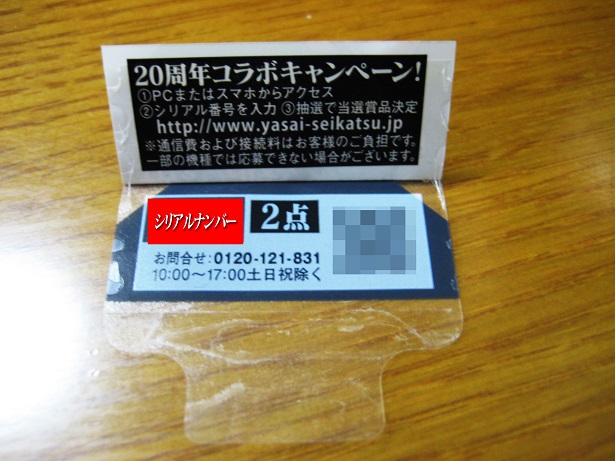 20周年コラボキャンペーン!
①PCまたはスマホからアクセス
②シリアル番号を入力 ③抽選で当選賞品決定
http://www.yasai-seikatsu.jp
※通信費および接続料はお客様のご負担です。
一部の機種では応募できない場合がございます。
シリアルナンバー 2点
お問合せ:0120-121-831
10:00〜17:00土日祝除く